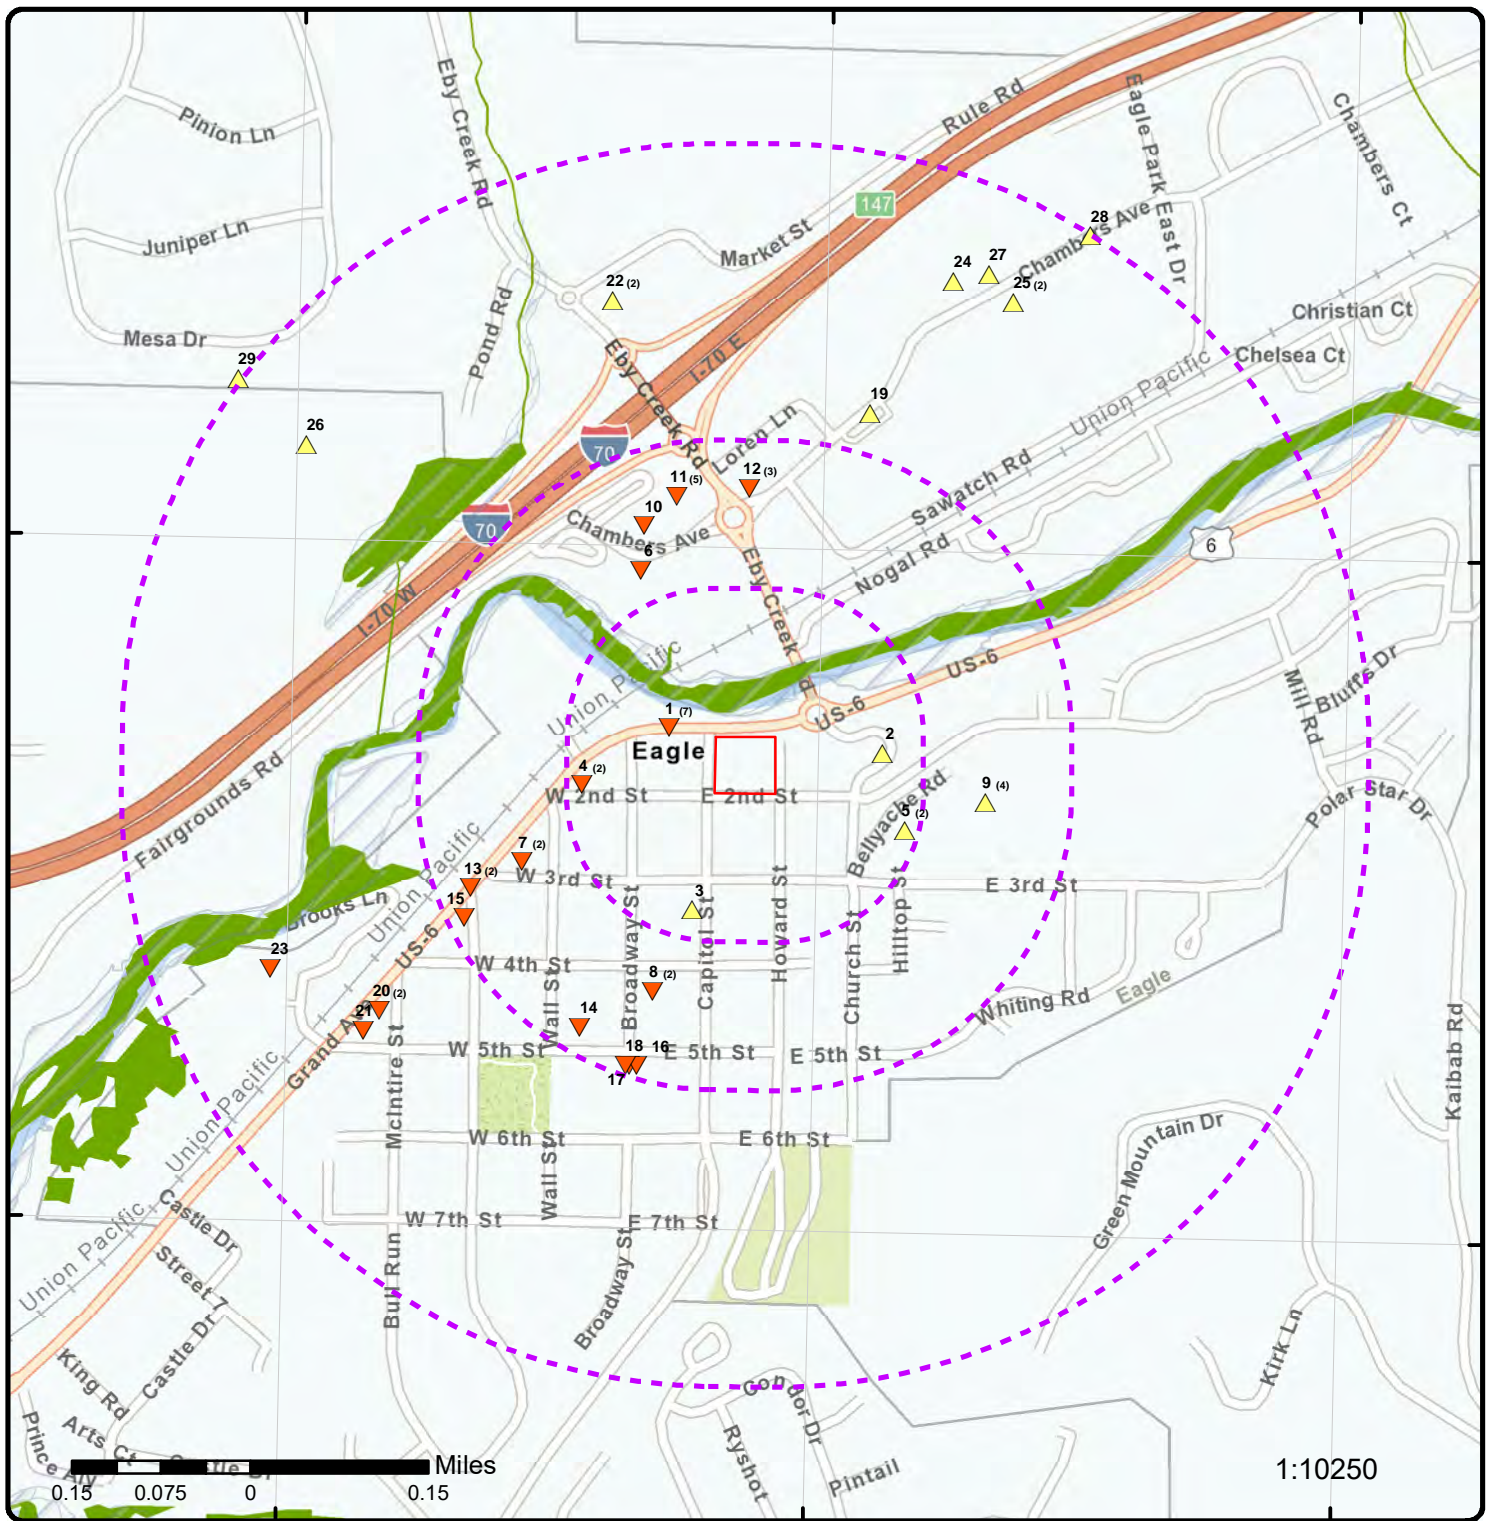 Pinion Ln
Eby Creek Rd
Rule Rd
Eagle Park East Dr
Chambers Ct
147
Juniper Ln
Market St
Chambers Ave
28
24
27
25 (2)
22 (2)
Mesa Dr
Pond Rd
Christian Ct
Chelsea Ct
29
I-70 E
Eby Creek Rd
Union Pacific
19
26
70
Loren Ln
11 (5)
12 (3)
Sawatch Rd
10
70
Chambers Ave
6
Nogal Rd
6
Eby Creek Rd
I-70 W
Union Pacific
US-6
Mill Rd
Bluffs Dr
1 (7)
US-6
Eagle
2
4 (2)
W 2nd St
E 2nd St
9 (4)
Polar Star Dr
Fairgrounds Rd
Bellyache Rd
5 (2)
Union Pacific
7 (2)
13 (2)
W 3rd St
E 3rd St
15
3
Brooks Ln
US-6
Broadway St
Capitol St
Howard St
Church St
Hilltop St
23
W 4th St
8 (2)
Whiting Rd
Eagle
20 (2)
21
Grand Ave
14
Wall St
W 5th St
18
16
17
E 5th St
E 5th St
Kaibab Rd
McIntire St
Union Pacific
W 6th St
E 6th St
Green Mountain Dr
Wall St
Castle Dr
W 7th St
E 7th St
Union Pacific
Street 7
Bull Run
Broadway St
Castle Dr
Kirk Ln
King Rd
Condor Dr
Prince Aly
Arts Ct
Castle Dr
Ryshot
Pintail
Miles
0.15
0.075
0
0.15
1:10250